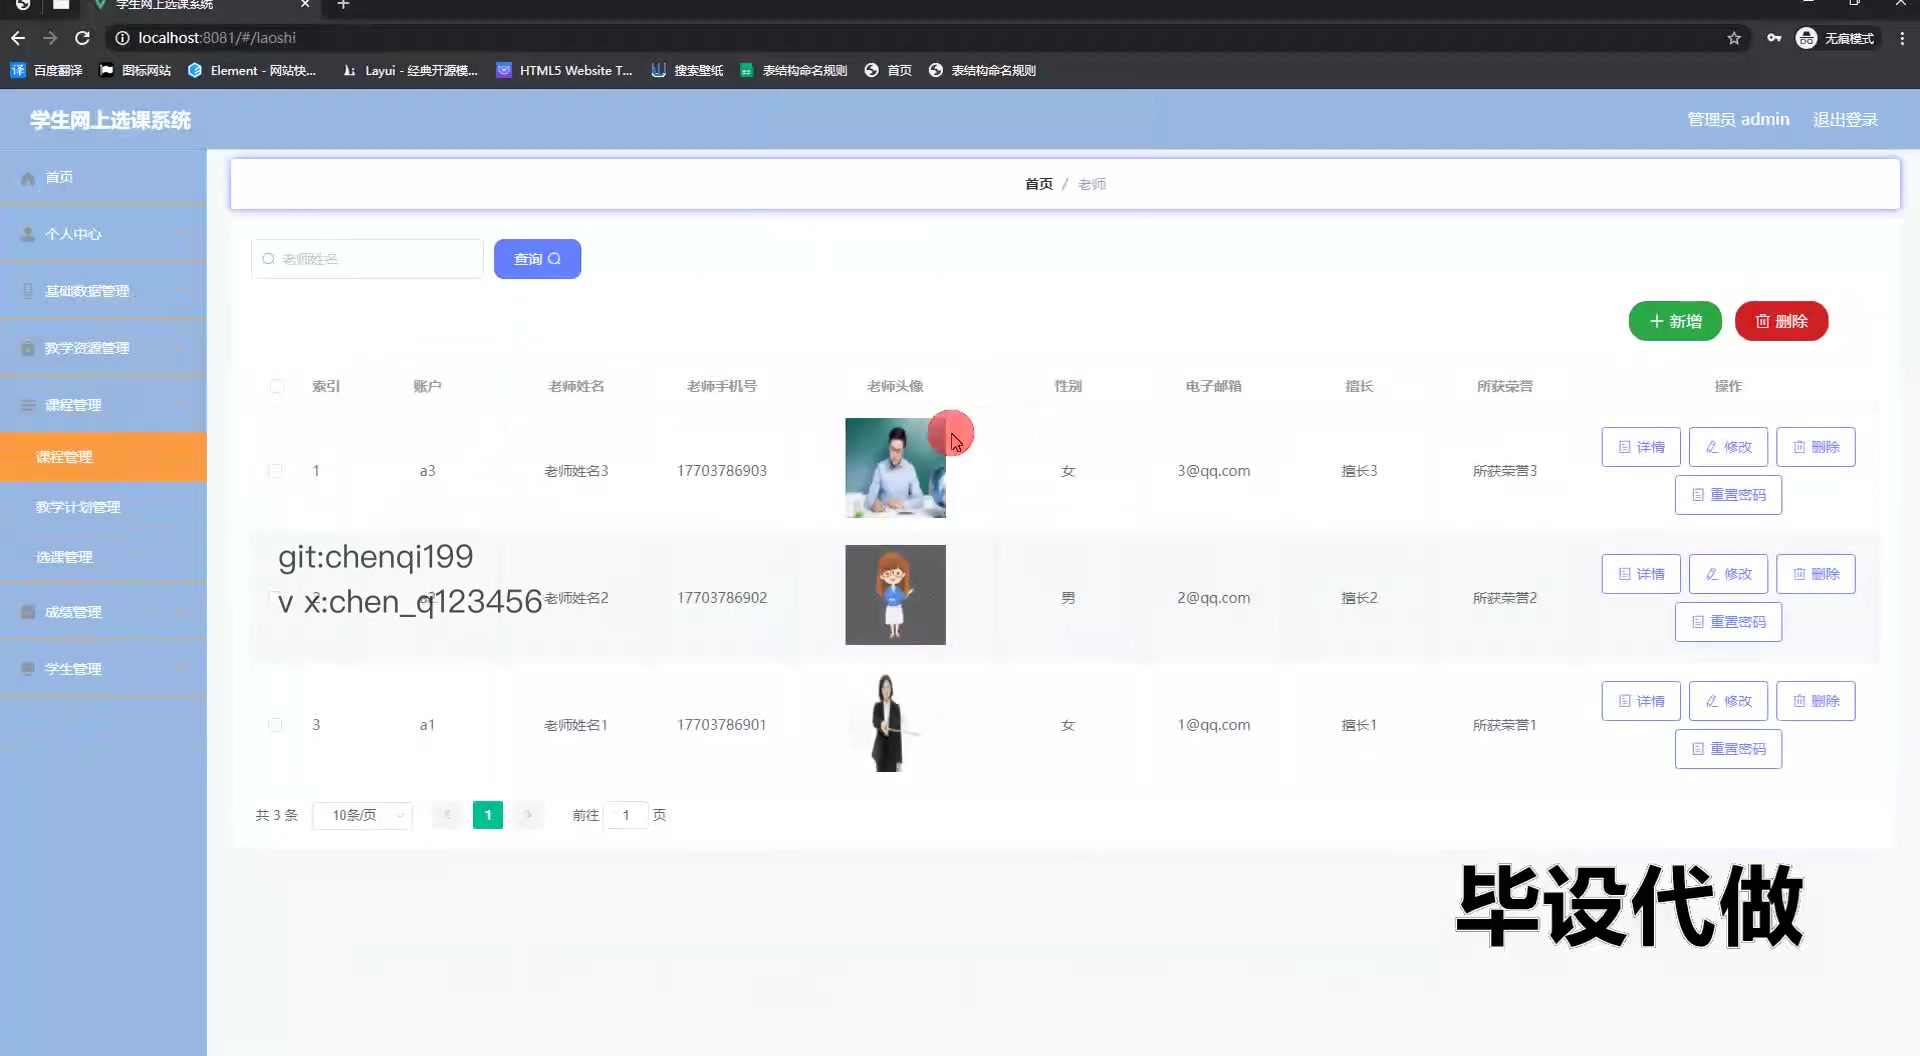 学生网上选课系统
localhost:8081/#/laoshi
无痕模式
百度翻译
图标网站
Element - 网站快...
Layui - 经典开源模...
HTML5 Website T...
搜索壁纸
表结构命名规则
首页
表结构命名规则
学生网上选课系统
管理员 admin
退出登录
首页
个人中心
基础数据管理
教学资源管理
课程管理
课程管理
教学计划管理
选课管理
成绩管理
学生管理
首页 / 老师
老师姓名
查询
新增
删除
索引 账户 老师姓名 老师手机号 老师头像 性别 电子邮箱 擅长 所获荣誉 操作
1 a3 老师姓名3 17703786903 女 3@qq.com 擅长3 所获荣誉3 详情 修改 删除
重置密码
git:chenqi199
v x:chen_q123456
老师姓名2 17703786902 男 2@qq.com 擅长2 所获荣誉2 详情 修改 删除
重置密码
3 a1 老师姓名1 17703786901 女 1@qq.com 擅长1 所获荣誉1 详情 修改 删除
重置密码
共 3 条 10条/页 1 前往 1 页
毕设代做